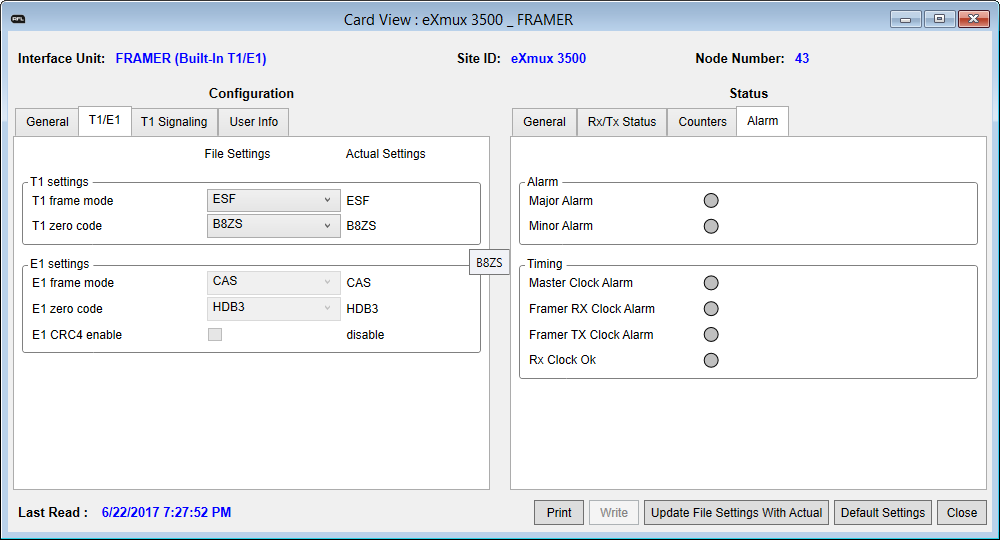 RFL
Card View : eXmux 3500 _ FRAMER
Interface Unit: FRAMER (Built-In T1/E1) Site ID: eXmux 3500 Node Number: 43
Configuration
General T1/E1 T1 Signaling User Info
File Settings Actual Settings
T1 settings
T1 frame mode ESF ESF
T1 zero code B8ZS B8ZS
E1 settings
E1 frame mode CAS CAS
E1 zero code HDB3 HDB3
E1 CRC4 enable disable
B8ZS
Status
General Rx/Tx Status Counters Alarm
Alarm
Major Alarm
Minor Alarm
Timing
Master Clock Alarm
Framer RX Clock Alarm
Framer TX Clock Alarm
Rx Clock Ok
Last Read : 6/22/2017 7:27:52 PM
Print Write Update File Settings With Actual Default Settings Close